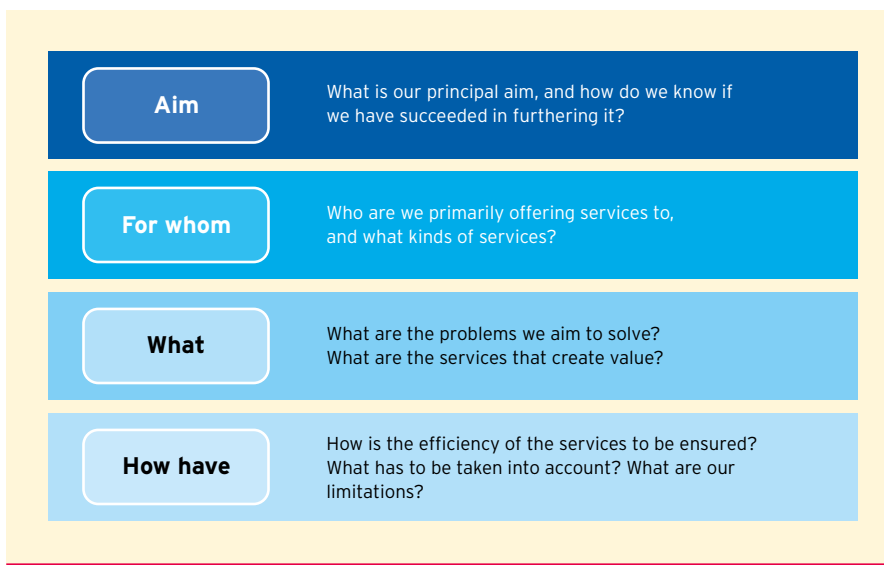 Aim
What is our principal aim, and how do we know if
we have succeeded in furthering it?
For whom
Who are we primarily offering services to,
and what kinds of services?
What
What are the problems we aim to solve?
What are the services that create value?
How have
How is the efficiency of the services to be ensured?
What has to be taken into account? What are our
limitations?